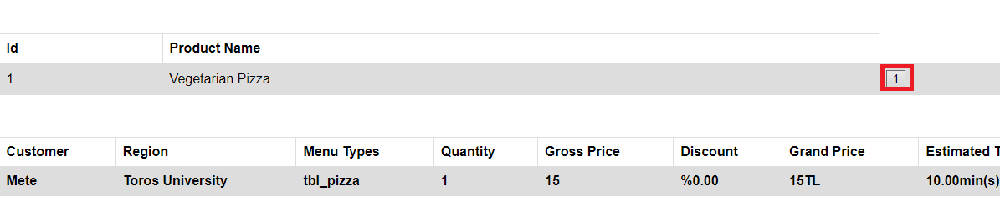 Id Product Name
1 Vegetarian Pizza 1
Customer Region Menu Types Quantity Gross Price Discount Grand Price Estimated T
Mete Toros University tbl_pizza 1 15 %0.00 15TL 10.00min(s)